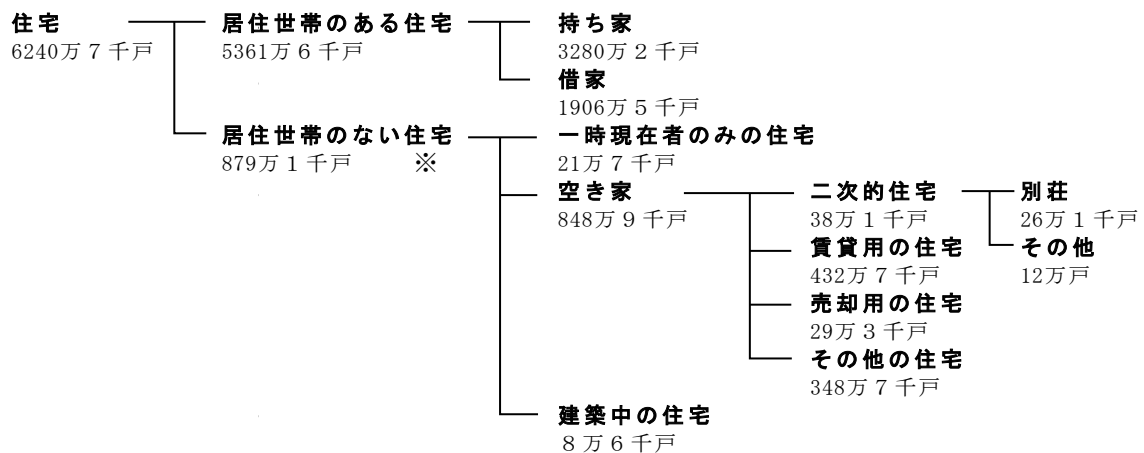 住宅
6240万７千戸
居住世帯のある住宅
5361万６千戸
持ち家
3280万２千戸
借家
1906万５千戸
居住世帯のない住宅
879万１千戸 ※
一時現在者のみの住宅
21万７千戸
空き家
848万９千戸
二次的住宅
38万１千戸
別荘
26万１千戸
その他
12万戸
賃貸用の住宅
432万７千戸
売却用の住宅
29万３千戸
その他の住宅
348万７千戸
建築中の住宅
８万６千戸